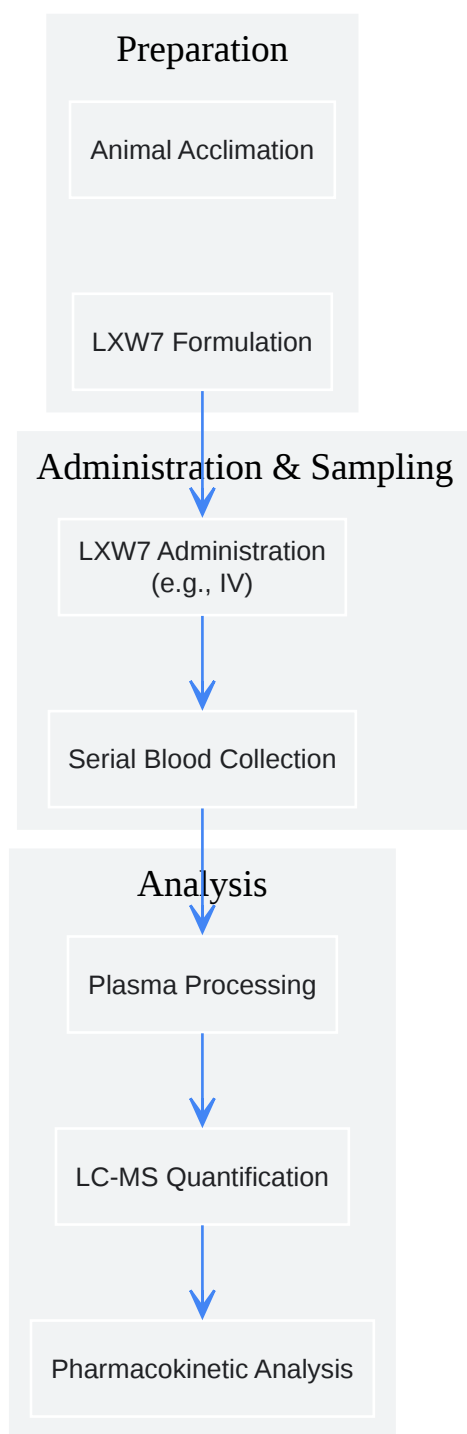 Preparation
Animal Acclimation
LXW7 Formulation
Administration & Sampling
LXW7 Administration
(e.g., IV)
Serial Blood Collection
Analysis
Plasma Processing
LC-MS Quantification
Pharmacokinetic Analysis